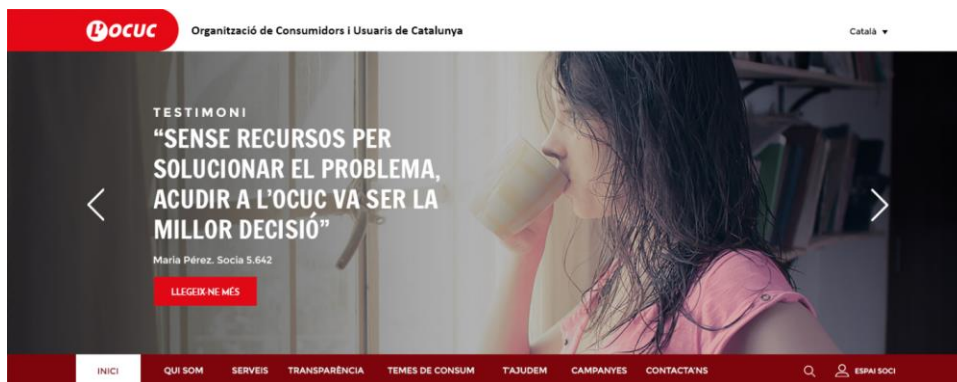 L'OCUC
Organització de Consumidors i Usuaris de Catalunya
Català
TESTIMONI
“SENSE RECURSOS PER
SOLUCIONAR EL PROBLEMA,
ACUDIR A L’OCUC VA SER LA
MILLOR DECISIÓ”
Maria Pérez. Socia 5.642
LLEGEIX-NE MÉS
INICI QUI SOM SERVEIS TRANSPARÈNCIA TEMES DE CONSUM T'AJUDEM CAMPANYES CONTACTA'NS ESPAI SOCI